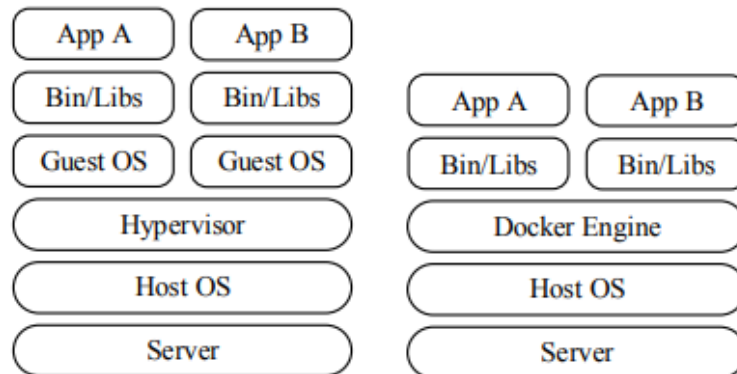 App A App B
Bin/Libs Bin/Libs
Guest OS Guest OS
Hypervisor
Host OS
Server
App A App B
Bin/Libs Bin/Libs
Docker Engine
Host OS
Server